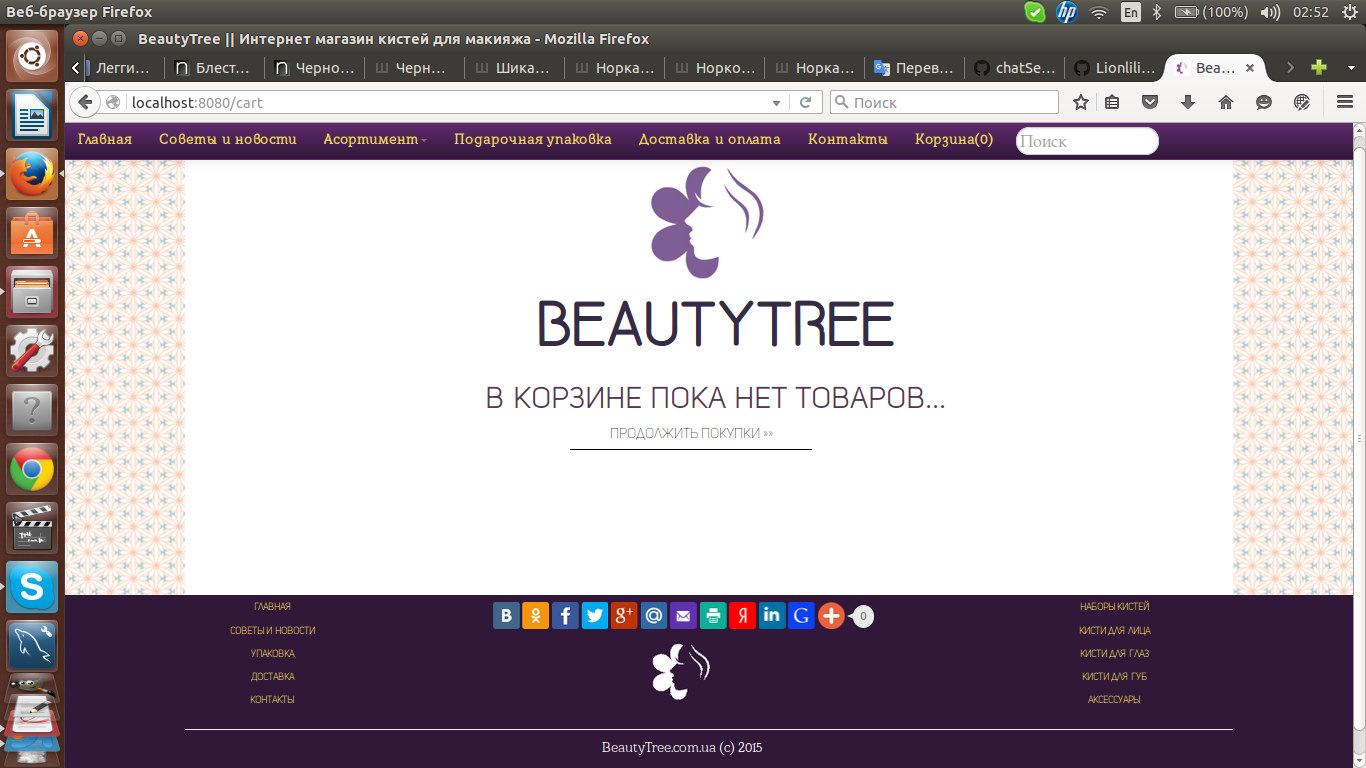 Веб-браузер Firefox
En
(100%)
02:52
BeautyTree || Интернет магазин кистей для макияжа - Mozilla Firefox
Легги...
Блест...
Черно...
Черн...
Шика...
Норка...
Норко...
Норка...
Перев...
chatSe...
Lionlili...
Beau...
localhost:8080/cart
Поиск
Главная
Советы и новости
Асортимент
Подарочная упаковка
Доставка и оплата
Контакты
Корзина(0)
Поиск
BEAUTYTREE
В КОРЗИНЕ ПОКА НЕТ ТОВАРОВ...
ПРОДОЛЖИТЬ ПОКУПКИ »»
ГЛАВНАЯ
СОВЕТЫ И НОВОСТИ
УПАКОВКА
ДОСТАВКА
КОНТАКТЫ
0
НАБОРЫ КИСТЕЙ
КИСТИ ДЛЯ ЛИЦА
КИСТИ ДЛЯ ГЛАЗ
КИСТИ ДЛЯ ГУБ
АКСЕССУАРЫ
BeautyTree.com.ua (c) 2015